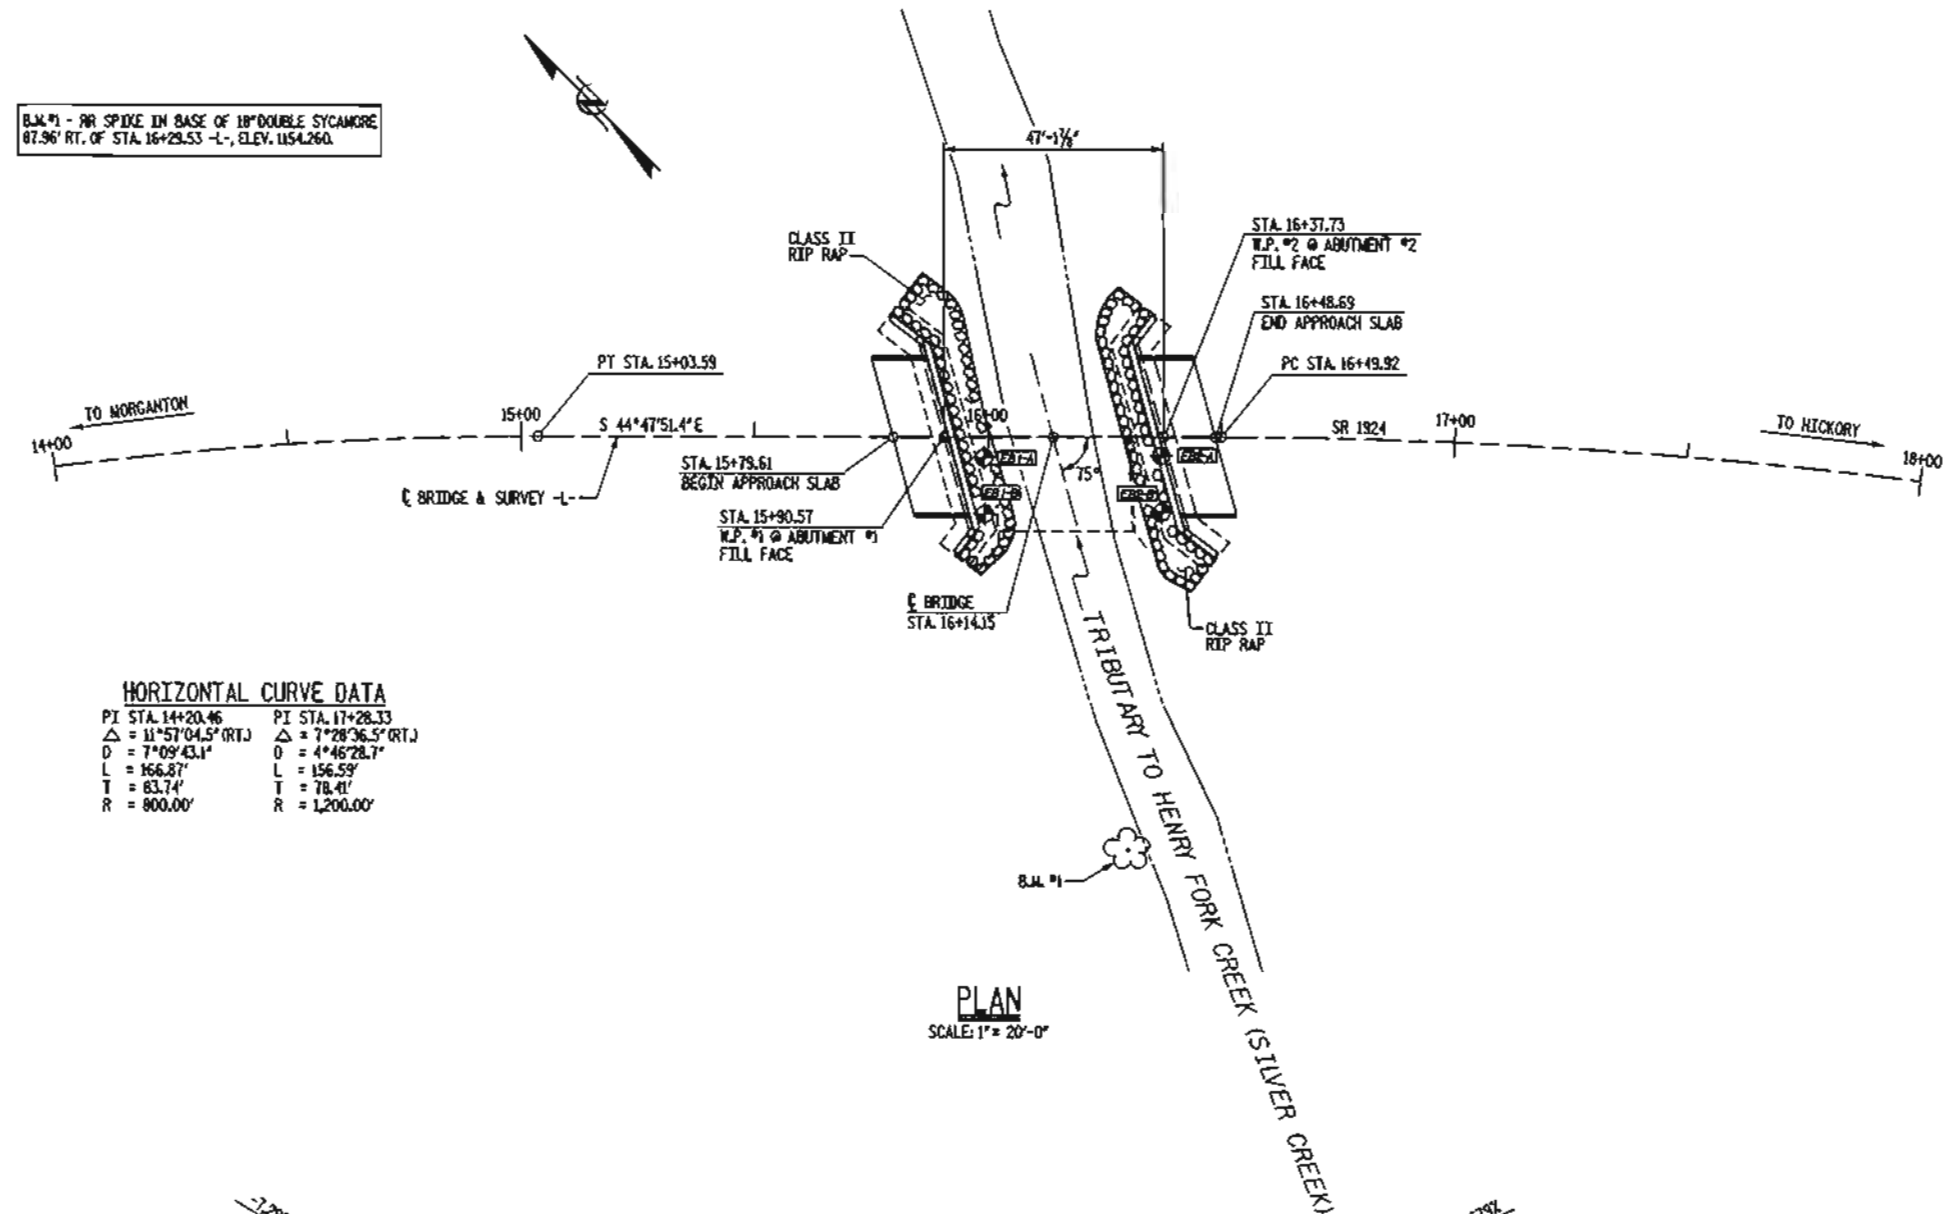 B.M. #1 - RR SPIKE IN BASE OF 18" DOUBLE SYCAMORE
87.96' RT. OF STA. 16+29.53 -L-, ELEV. 1154.260.
47'-1⅞"
CLASS II
RIP RAP
STA. 16+37.73
W.P. #2 @ ABUTMENT #2
FILL FACE
STA. 16+48.69
END APPROACH SLAB
PT STA. 15+03.59
PC STA. 16+49.92
TO MORGANTON
14+00
15+00
S 44°47'51.4" E
16+00
SR 1924
17+00
TO HICKORY
18+00
EB1-A
EB2-A
75°
STA. 15+79.61
BEGIN APPROACH SLAB
EB1-B
EB2-B
℄ BRIDGE & SURVEY -L-
STA. 15+90.57
W.P. #1 @ ABUTMENT #1
FILL FACE
℄ BRIDGE
STA. 16+14.15
CLASS II
RIP RAP
TRIBUTARY TO HENRY FORK CREEK (SILVER CREEK)
HORIZONTAL CURVE DATA
PI STA. 14+20.46 PI STA. 17+28.33
△ = 11°57'04.5" (RT.) △ = 7°28'36.5" (RT.)
D = 7°09'43.1" D = 4°46'28.7"
L = 166.87' L = 156.59'
T = 83.74' T = 78.41'
R = 800.00' R = 1,200.00'
B.M. #1
PLAN
SCALE: 1" = 20'-0"